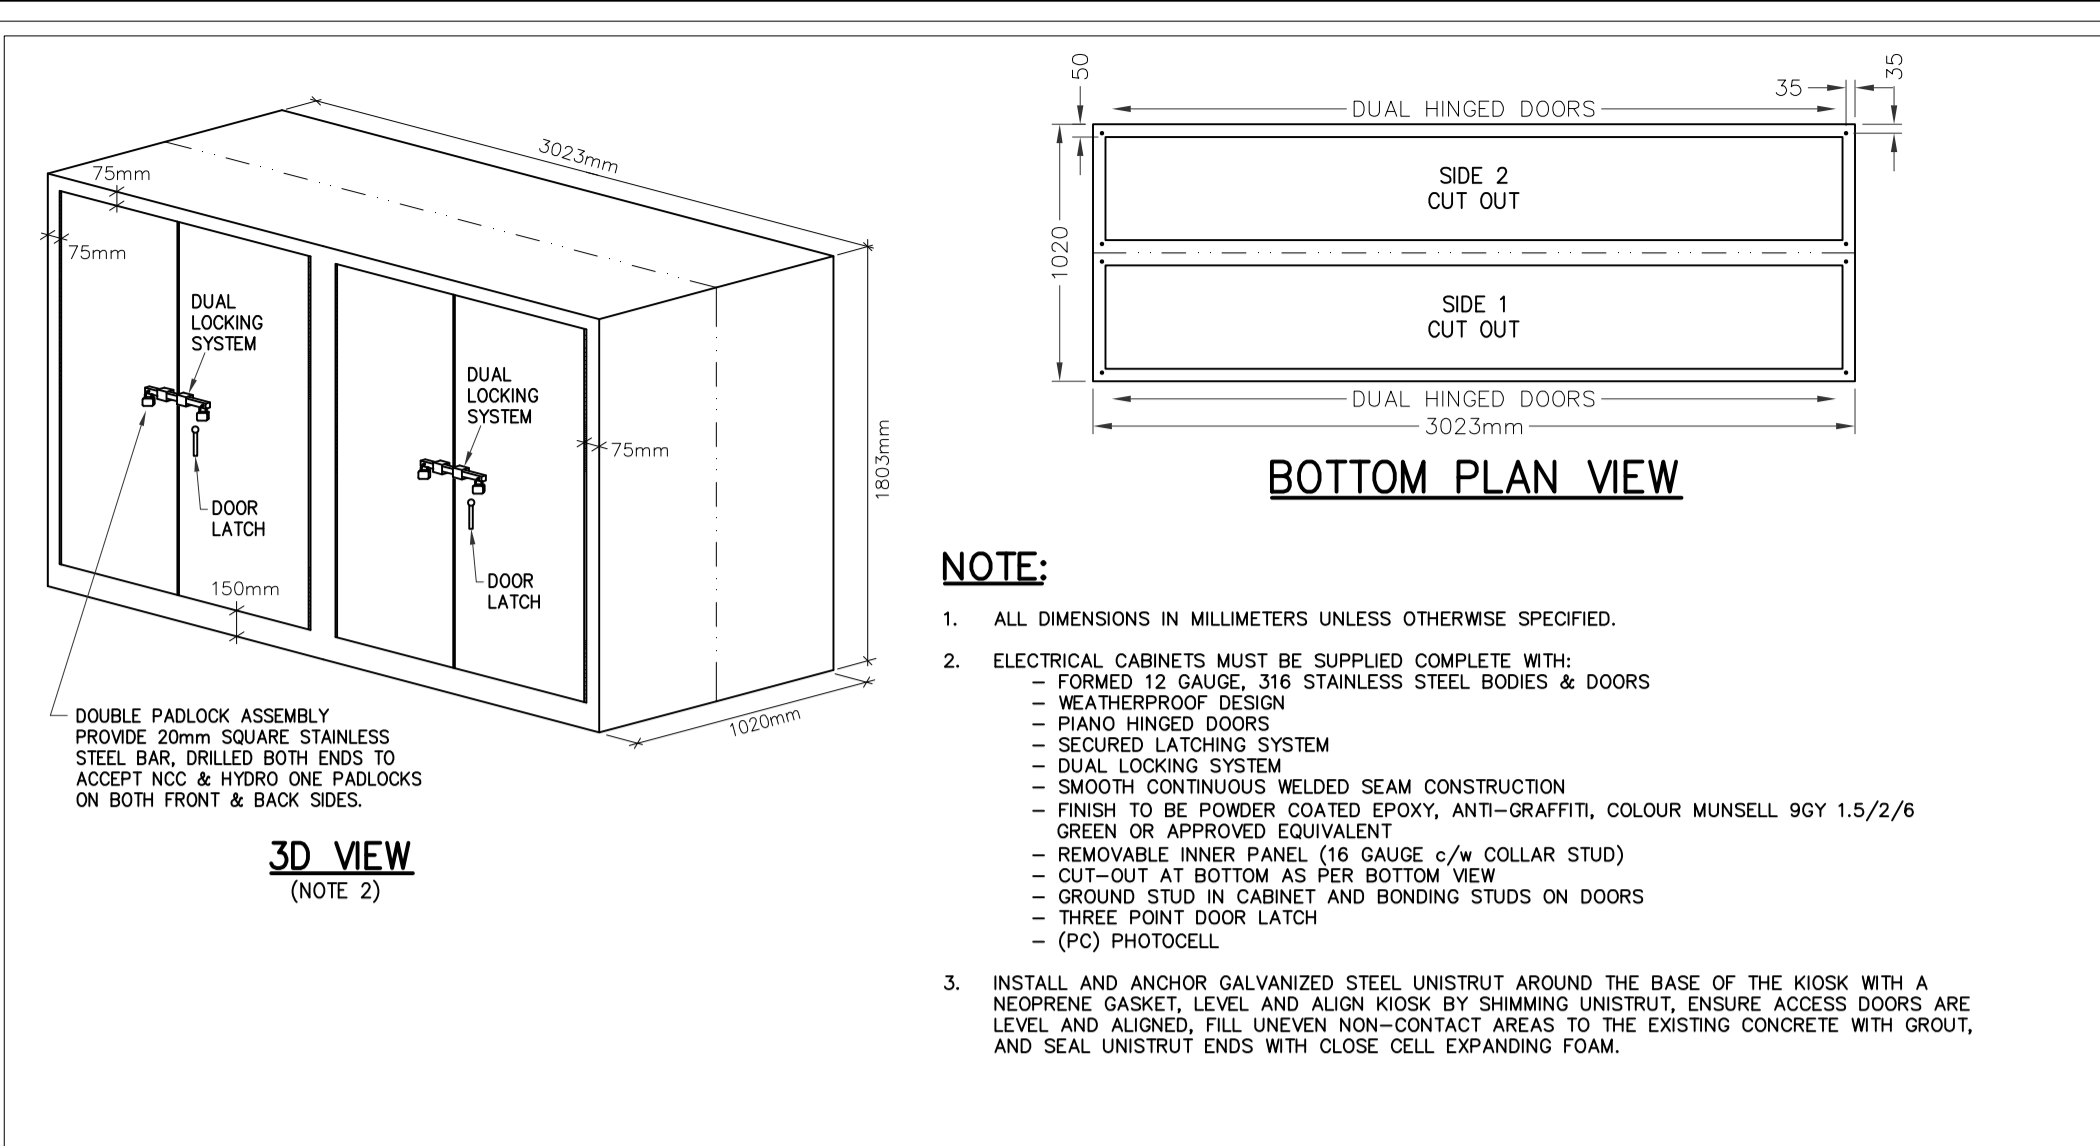 3023mm
75mm
75mm
DUAL
LOCKING
SYSTEM
DUAL
LOCKING
SYSTEM
75mm
1803mm
DOOR
LATCH
DOOR
LATCH
150mm
1020mm
DOUBLE PADLOCK ASSEMBLY
PROVIDE 20mm SQUARE STAINLESS
STEEL BAR, DRILLED BOTH ENDS TO
ACCEPT NCC & HYDRO ONE PADLOCKS
ON BOTH FRONT & BACK SIDES.
3D VIEW
(NOTE 2)
50
35
35
DUAL HINGED DOORS
SIDE 2
CUT OUT
1020
SIDE 1
CUT OUT
DUAL HINGED DOORS
3023mm
BOTTOM PLAN VIEW
NOTE:
1. ALL DIMENSIONS IN MILLIMETERS UNLESS OTHERWISE SPECIFIED.
2. ELECTRICAL CABINETS MUST BE SUPPLIED COMPLETE WITH:
– FORMED 12 GAUGE, 316 STAINLESS STEEL BODIES & DOORS
– WEATHERPROOF DESIGN
– PIANO HINGED DOORS
– SECURED LATCHING SYSTEM
– DUAL LOCKING SYSTEM
– SMOOTH CONTINUOUS WELDED SEAM CONSTRUCTION
– FINISH TO BE POWDER COATED EPOXY, ANTI–GRAFFITI, COLOUR MUNSELL 9GY 1.5/2/6
GREEN OR APPROVED EQUIVALENT
– REMOVABLE INNER PANEL (16 GAUGE c/w COLLAR STUD)
– CUT–OUT AT BOTTOM AS PER BOTTOM VIEW
– GROUND STUD IN CABINET AND BONDING STUDS ON DOORS
– THREE POINT DOOR LATCH
– (PC) PHOTOCELL
3. INSTALL AND ANCHOR GALVANIZED STEEL UNISTRUT AROUND THE BASE OF THE KIOSK WITH A
NEOPRENE GASKET, LEVEL AND ALIGN KIOSK BY SHIMMING UNISTRUT, ENSURE ACCESS DOORS ARE
LEVEL AND ALIGNED, FILL UNEVEN NON–CONTACT AREAS TO THE EXISTING CONCRETE WITH GROUT,
AND SEAL UNISTRUT ENDS WITH CLOSE CELL EXPANDING FOAM.